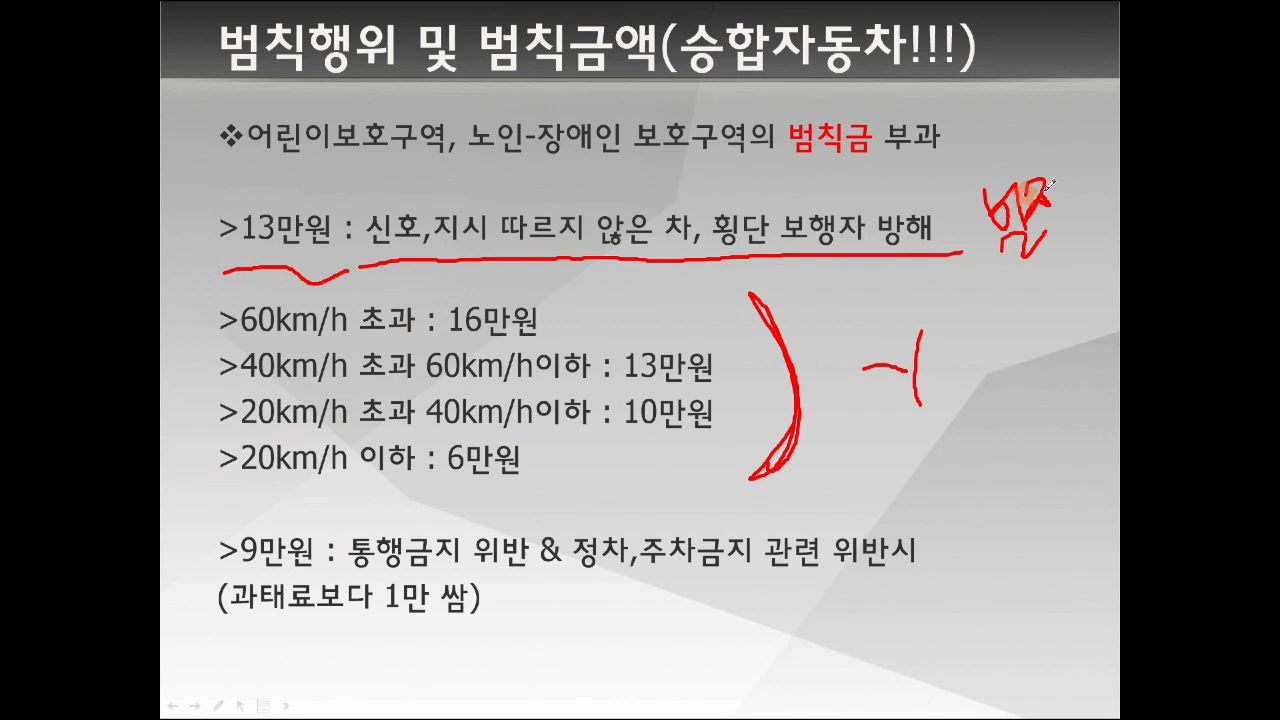 범칙행위 및 범칙금액(승합자동차!!!)
❖어린이보호구역, 노인-장애인 보호구역의 범칙금 부과
>13만원 : 신호,지시 따르지 않은 차, 횡단 보행자 방해
>60km/h 초과 : 16만원
>40km/h 초과 60km/h이하 : 13만원
-1
>20km/h 초과 40km/h이하 : 10만원
>20km/h 이하 : 6만원
>9만원 : 통행금지 위반 & 정차,주차금지 관련 위반시
(과태료보다 1만 쌈)